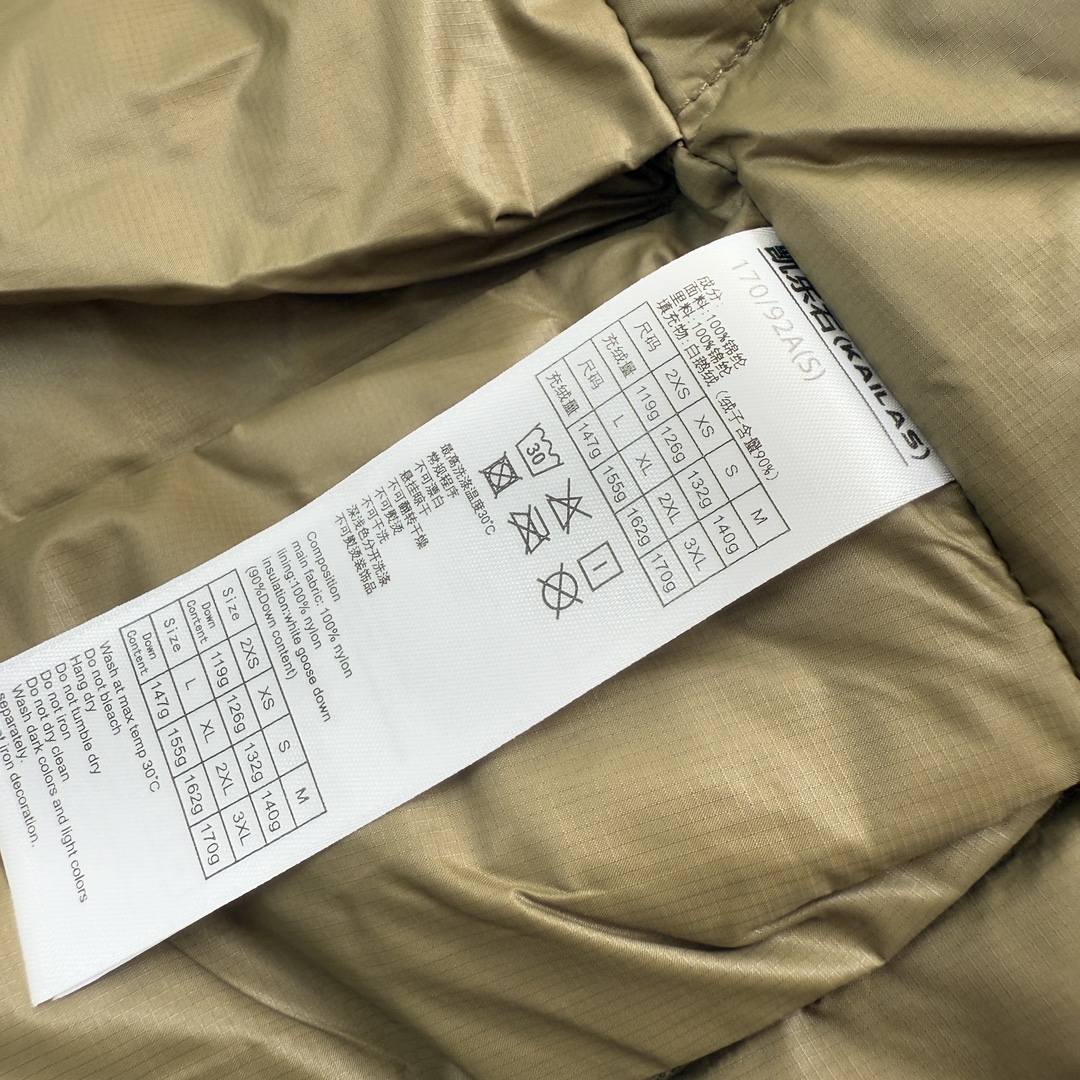 凯乐石(KAILAS)
170/92A(S)
成分:
面料:100%锦纶
里料:100%锦纶
填充物:白鹅绒(绒子含量90%)
尺码 2XS XS S M
充绒量 119g 126g 132g 140g
尺码 L XL 2XL 3XL
充绒量 147g 155g 162g 170g
30
最高洗涤温度30℃
常规程序
不可漂白
悬挂晾干
不可翻转干燥
不可熨烫
不可干洗
深浅色分开洗涤
不可熨烫装饰品
Composition
main fabric: 100% nylon
lining:100% nylon
insulation:white goose down
(90%Down content)
Size 2XS XS S M
Down Content 119g 126g 132g 140g
Size L XL 2XL 3XL
Down Content 147g 155g 162g 170g
Wash at max temp 30℃
Do not bleach
Hang dry
Do not tumble dry
Do not iron
Do not dry clean
Wash dark colors and light colors
separately.
iron decoration.